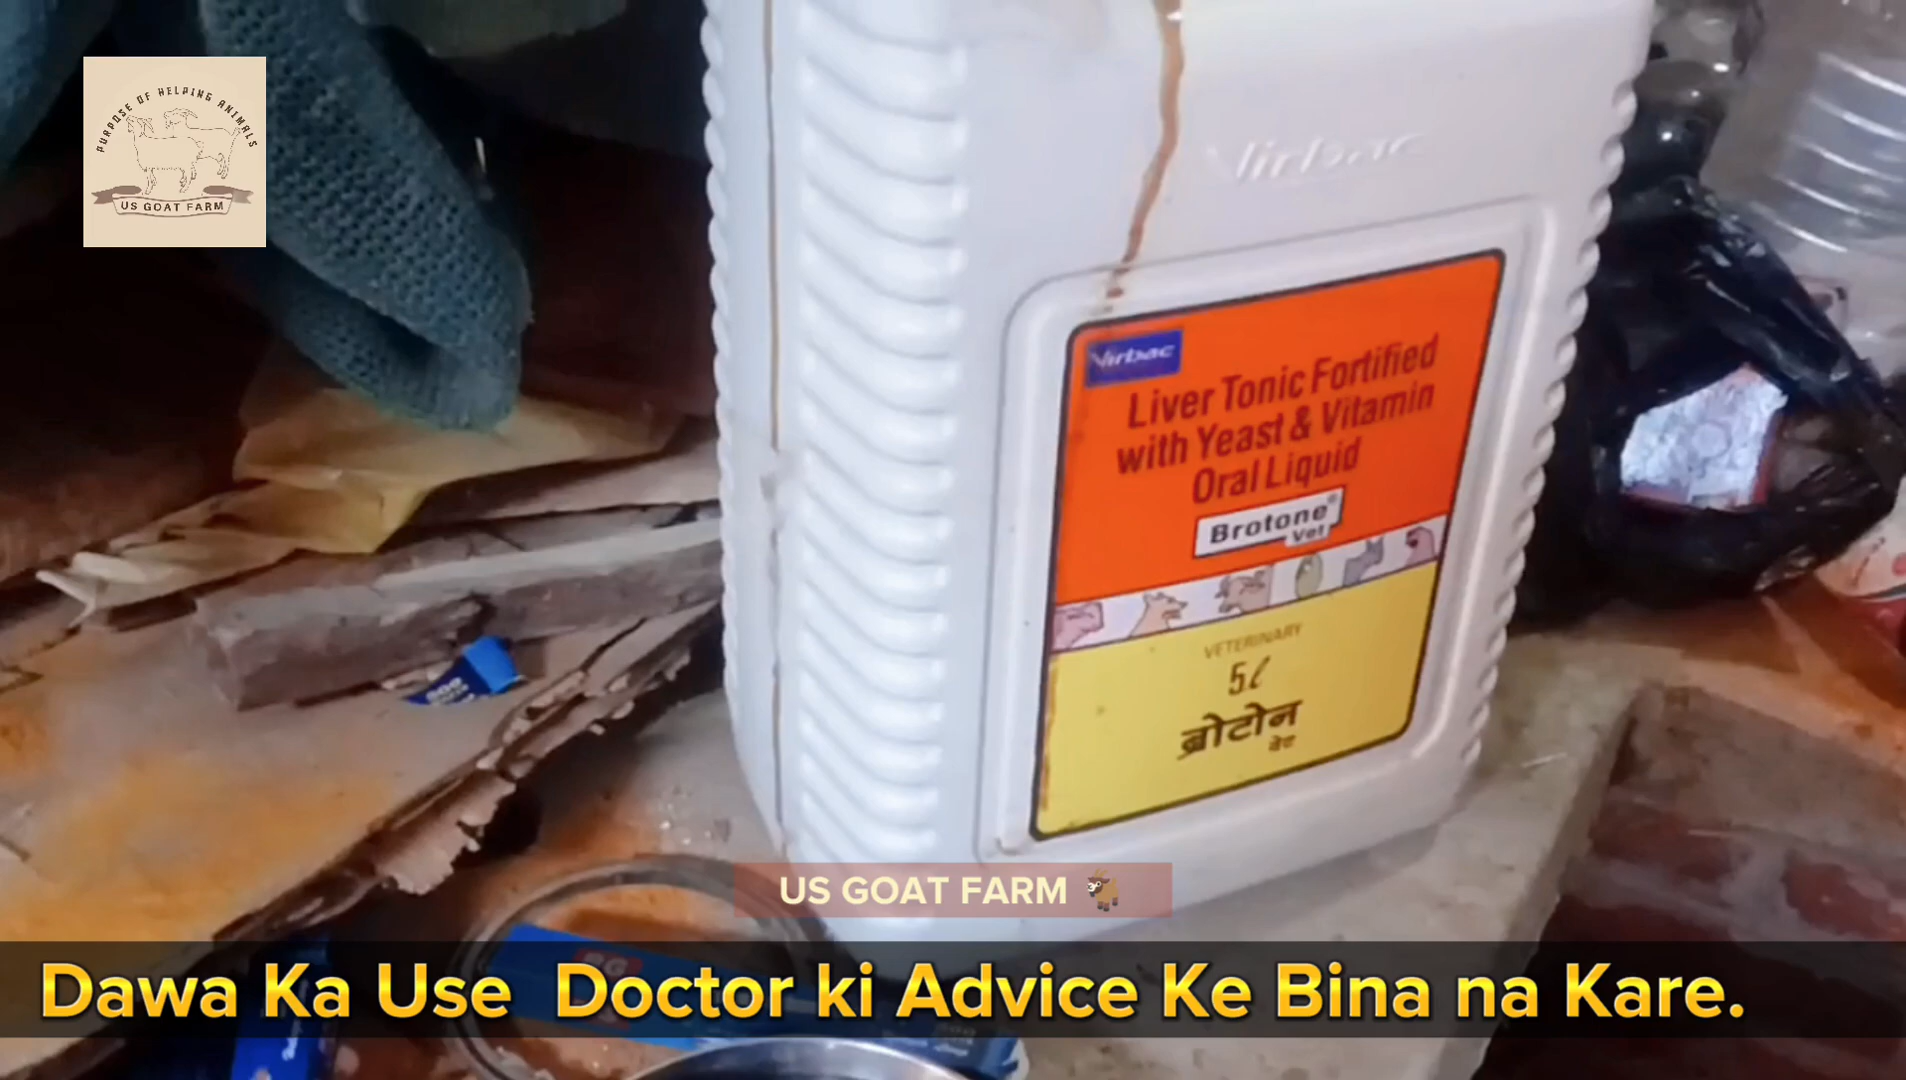 PURPOSE OF HELPING ANIMALS
US GOAT FARM
Virbac
Virbac
Liver Tonic Fortified
with Yeast & Vitamin
Oral Liquid
Brotone®
Vet
VETERINARY
5ℓ
ब्रोटोन
वेट
US GOAT FARM
Dawa Ka Use Doctor ki Advice Ke Bina na Kare.